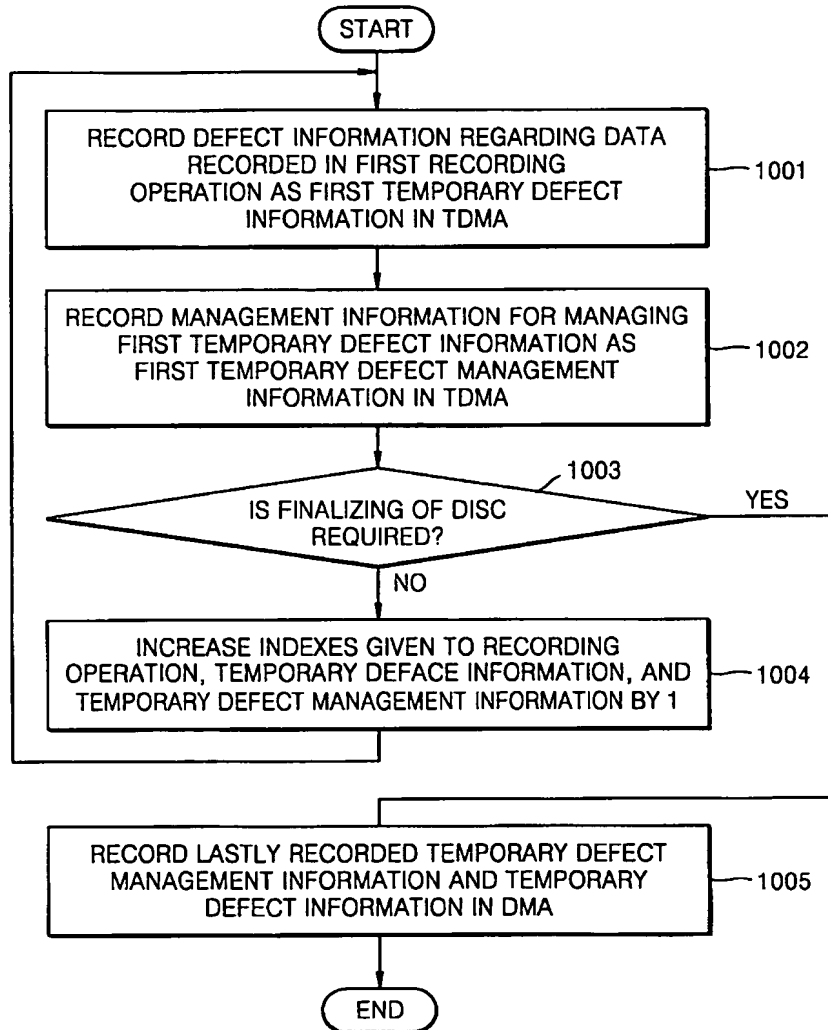 START
RECORD DEFECT INFORMATION REGARDING DATA
RECORDED IN FIRST RECORDING
OPERATION AS FIRST TEMPORARY DEFECT
INFORMATION IN TDMA
1001
RECORD MANAGEMENT INFORMATION FOR MANAGING
FIRST TEMPORARY DEFECT INFORMATION AS
FIRST TEMPORARY DEFECT MANAGEMENT
INFORMATION IN TDMA
1002
1003
IS FINALIZING OF DISC
REQUIRED?
YES
NO
INCREASE INDEXES GIVEN TO RECORDING
OPERATION, TEMPORARY DEFACE INFORMATION, AND
TEMPORARY DEFECT MANAGEMENT INFORMATION BY 1
1004
RECORD LASTLY RECORDED TEMPORARY DEFECT
MANAGEMENT INFORMATION AND TEMPORARY
DEFECT INFORMATION IN DMA
1005
END